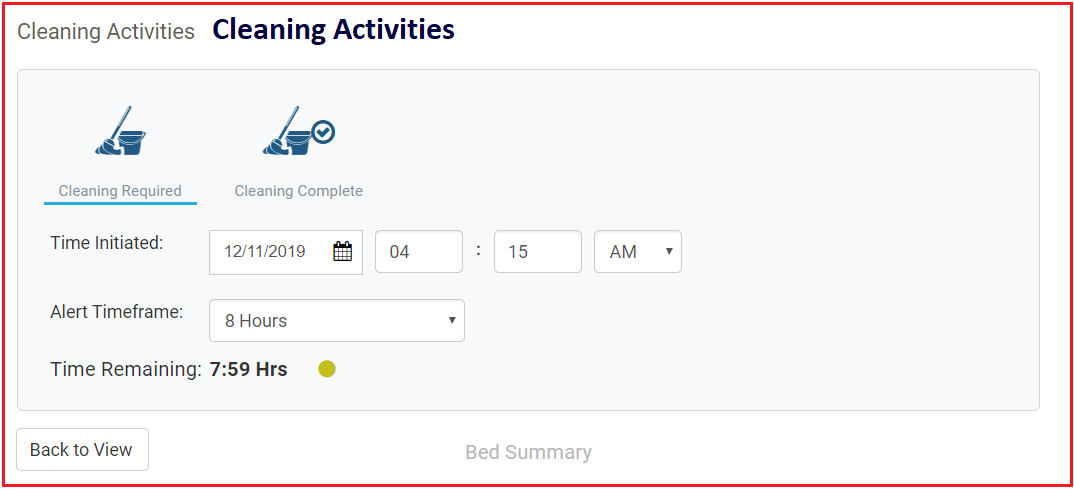 Cleaning Activities Cleaning Activities
Cleaning Required Cleaning Complete
Time Initiated: 12/11/2019 04 : 15 AM
Alert Timeframe: 8 Hours
Time Remaining: 7:59 Hrs
Back to View Bed Summary